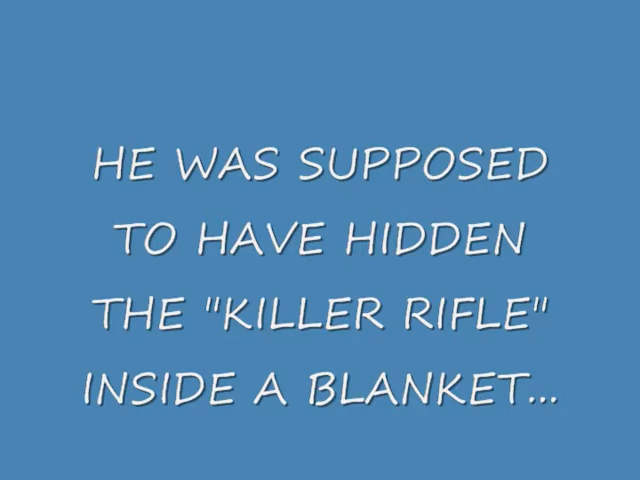 HE WAS SUPPOSED
TO HAVE HIDDEN
THE "KILLER RIFLE"
INSIDE A BLANKET...